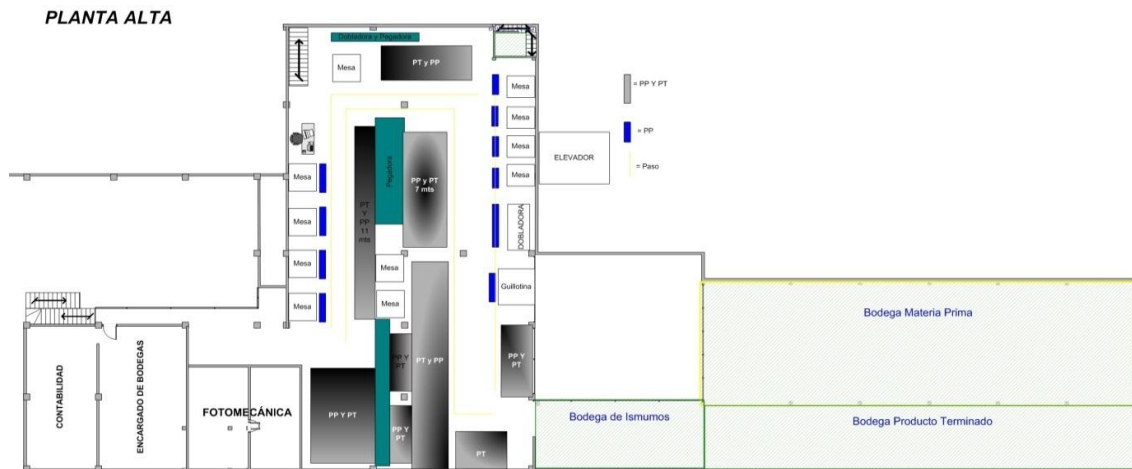 PLANTA ALTA
Dobladora y Pegadora
Mesa
PT y PP
Mesa
Mesa
Mesa
Mesa
ELEVADOR
= PP Y PT
= PP
= Paso
Mesa
Mesa
Mesa
Mesa
PT
Y
PP
11
mts
Pegadora
PP y PT
7 mts
DOBLADORA
Mesa
Mesa
Guillotina
PP Y
PT
PT y PP
PP Y
PT
PP Y PT
PP Y
PT
PT
CONTABILIDAD
ENCARGADO DE BODEGAS
FOTOMECÁNICA
Bodega Materia Prima
Bodega de Ismumos
Bodega Producto Terminado